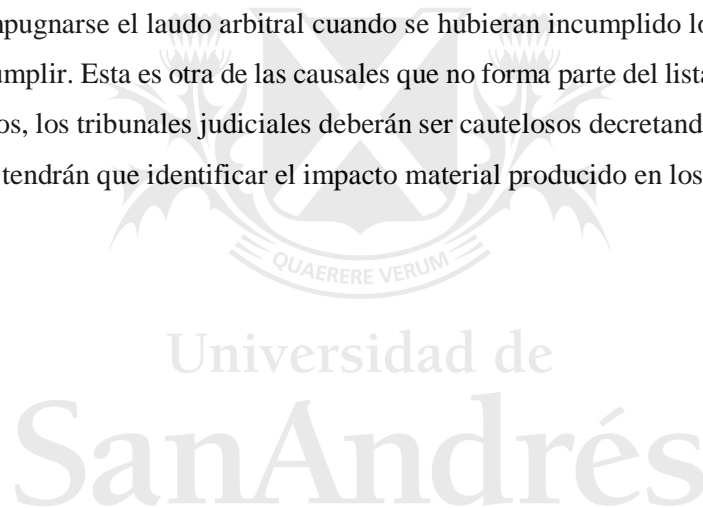 mpugnarse el laudo arbitral cuando se hubieran incumplido lo
umplir. Esta es otra de las causales que no forma parte del lista
os, los tribunales judiciales deberán ser cautelosos decretand
tendrán que identificar el impacto material producido en los
QUAERERE VERUM
Universidad de
SanAndrés